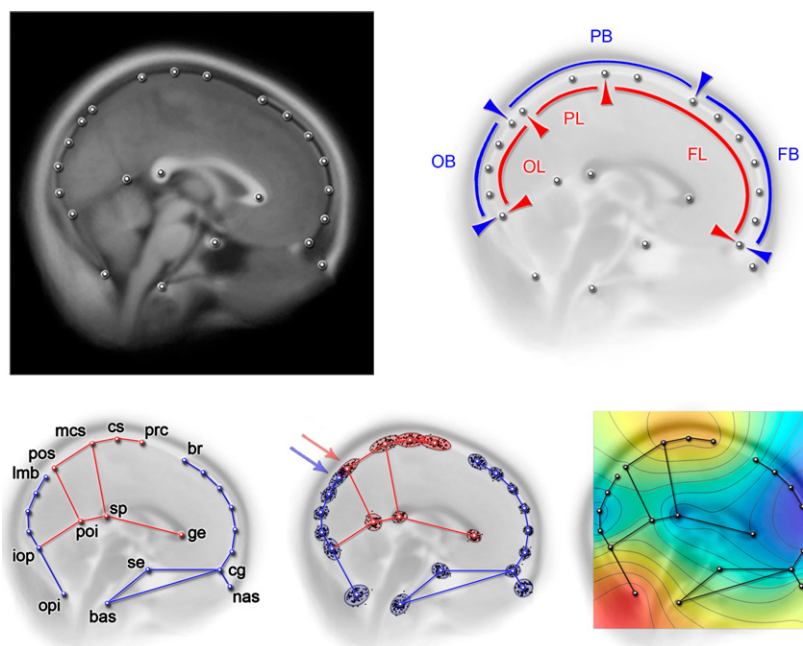 PB
PL
OB
OL
FL
FB
mcs cs prc
pos
br
lmb
sp
poi
ge
iop
se
cg
opi
bas
nas